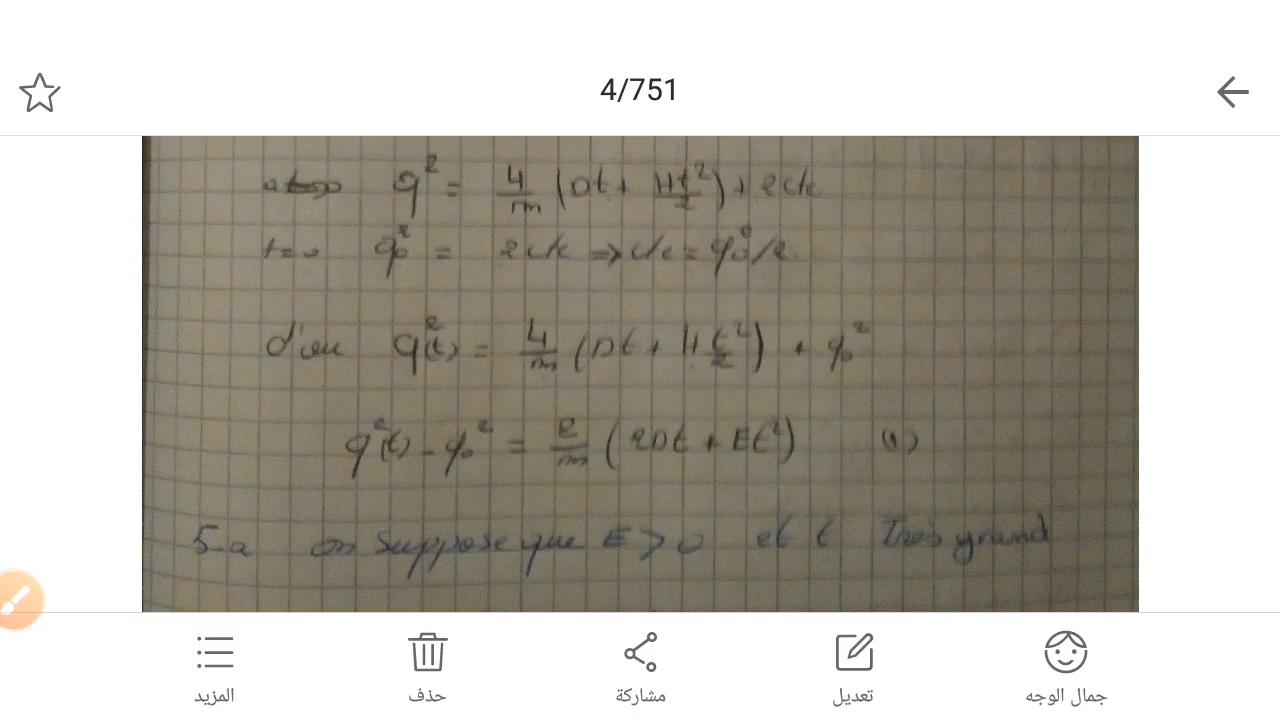 4/751
q² = 4/m (Dt + Ht²/2) + 2cte
t=0 q₀² = 2cte => cte = q₀²/2.
d'où q²(t) = 4/m (Dt + H t²/2) + q₀²
q²(t) - q₀² = 2/m (2Dt + Et²) (1)
5-a on suppose que E > 0 et t très grand
جمال الوجه تعديل مشاركة حذف المزيد